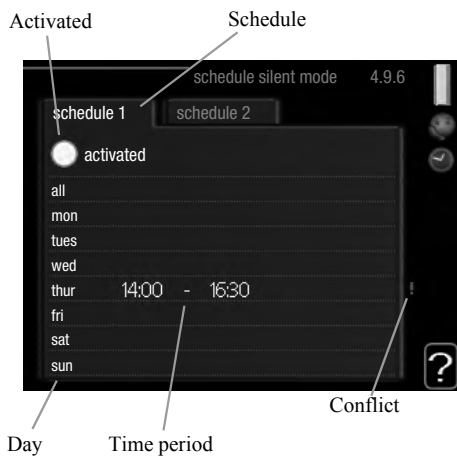 Activated
Schedule
schedule silent mode 4.9.6
schedule 1 schedule 2
activated
all
mon
tues
wed
thur 14:00 - 16:30 !
fri
sat
sun
?
Conflict
Day
Time period